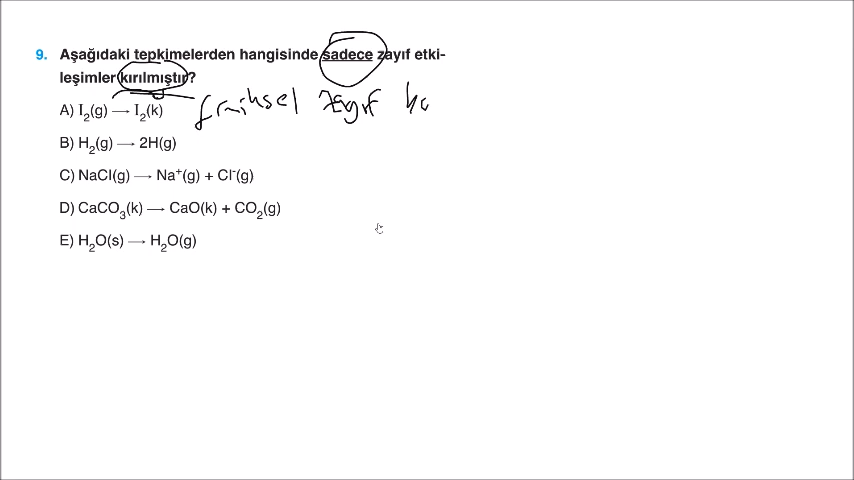 9. Aşağıdaki tepkimelerden hangisinde sadece zayıf etki-
leşimler kırılmıştır?
A) I₂(g) ⟶ I₂(k) zayıf
B) H₂(g) ⟶ 2H(g)
C) NaCl(g) ⟶ Na⁺(g) + Cl⁻(g)
D) CaCO₃(k) ⟶ CaO(k) + CO₂(g)
E) H₂O(s) ⟶ H₂O(g)